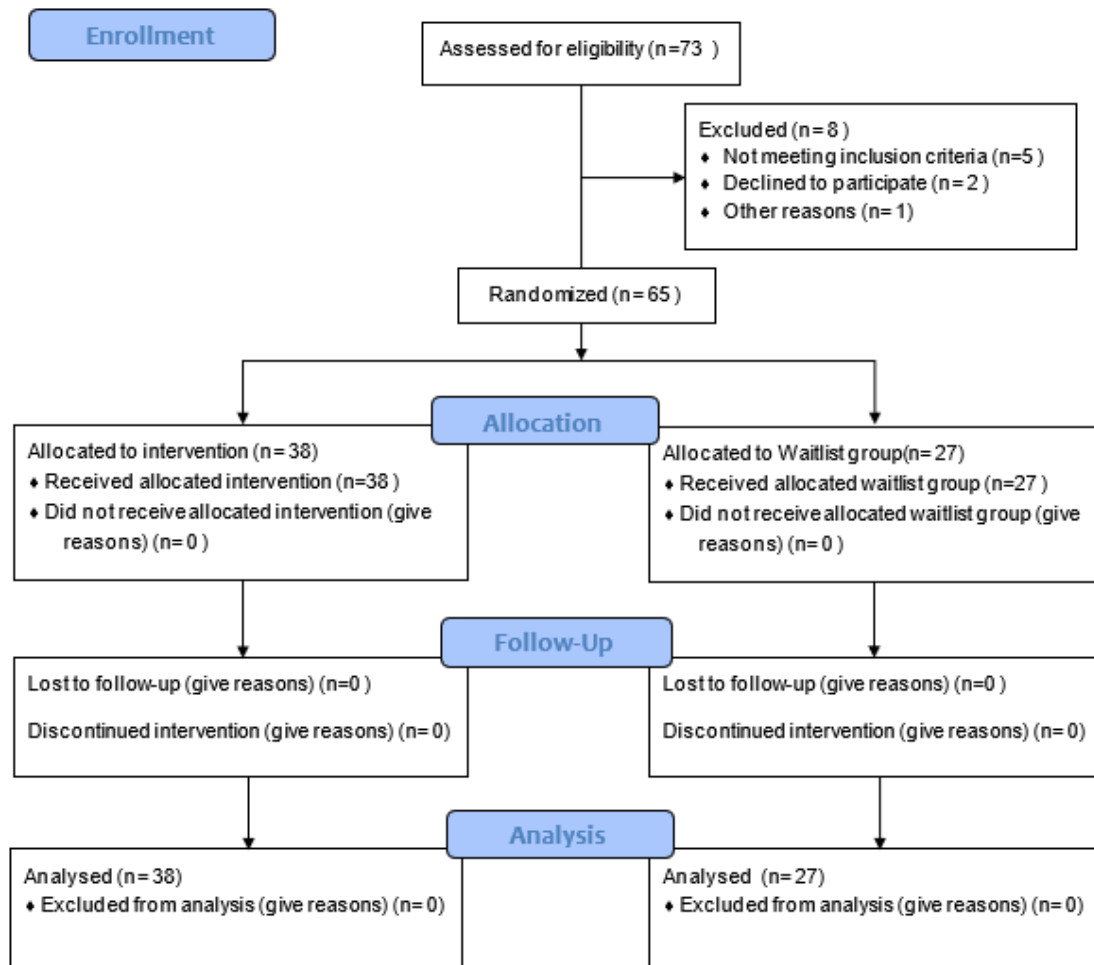 Enrollment
Assessed for eligibility (n=73 )
Excluded (n= 8 )
♦ Not meeting inclusion criteria (n=5 )
♦ Declined to participate (n= 2 )
♦ Other reasons (n= 1)
Randomized (n= 65 )
Allocation
Allocated to intervention (n= 38)
♦ Received allocated intervention (n=38 )
♦ Did not receive allocated intervention (give
reasons) (n= 0 )
Allocated to Waitlist group(n= 27)
♦ Received allocated waitlist group (n=27 )
♦ Did not receive allocated waitlist group (give
reasons) (n= 0 )
Follow-Up
Lost to follow-up (give reasons) (n=0 )
Discontinued intervention (give reasons) (n= 0)
Lost to follow-up (give reasons) (n=0 )
Discontinued intervention (give reasons) (n= 0)
Analysis
Analysed (n= 38)
♦ Excluded from analysis (give reasons) (n= 0)
Analysed (n= 27)
♦ Excluded from analysis (give reasons) (n= 0)